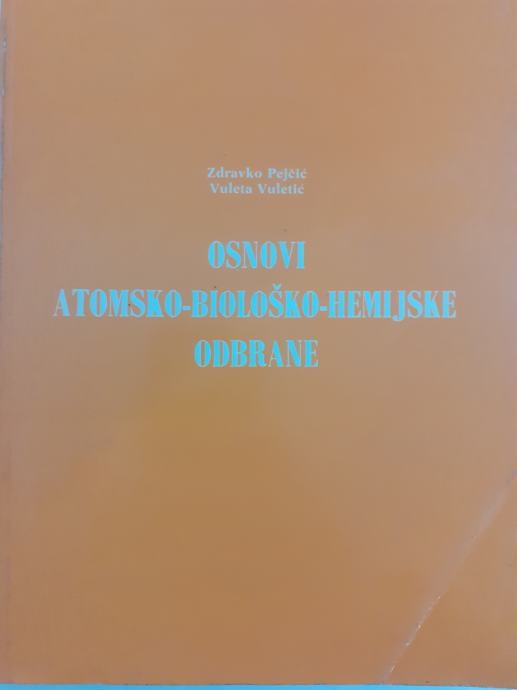 Zdravko Pejčić
Vuleta Vuletić
OSNOVI
ATOMSKO-BIOLOŠKO-HEMIJSKE
ODBRANE